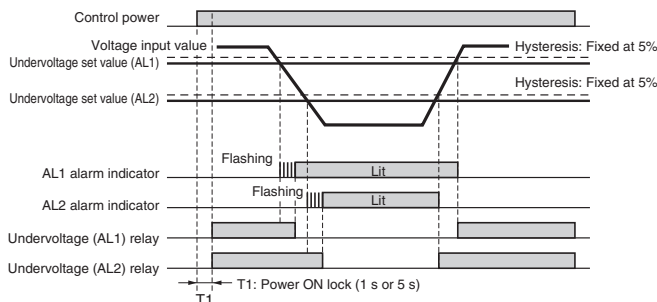 Control power
Voltage input value
Hysteresis: Fixed at 5%
Undervoltage set value (AL1)
Hysteresis: Fixed at 5%
Undervoltage set value (AL2)
Flashing
Lit
AL1 alarm indicator
Flashing
Lit
AL2 alarm indicator
Undervoltage (AL1) relay
Undervoltage (AL2) relay
T1: Power ON lock (1 s or 5 s)
T1